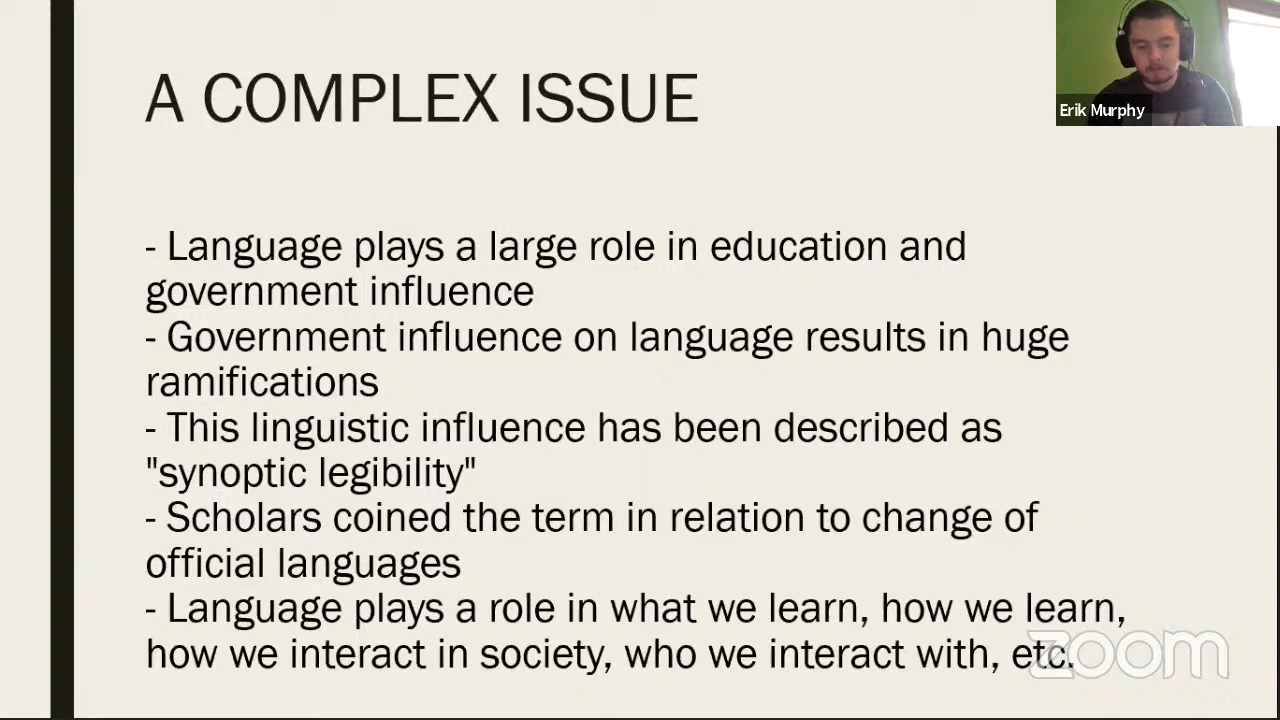 A COMPLEX ISSUE
Erik Murphy
- Language plays a large role in education and
government influence
- Government influence on language results in huge
ramifications
- This linguistic influence has been described as
"synoptic legibility"
- Scholars coined the term in relation to change of
official languages
- Language plays a role in what we learn, how we learn,
how we interact in society, who we interact with, etc.
zoom